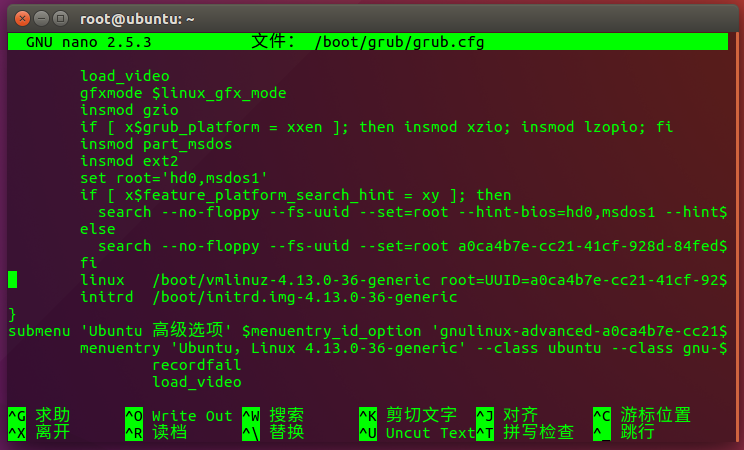 root@ubuntu: ~
GNU nano 2.5.3 文件: /boot/grub/grub.cfg
load_video
gfxmode $linux_gfx_mode
insmod gzio
if [ x$grub_platform = xxen ]; then insmod xzio; insmod lzopio; fi
insmod part_msdos
insmod ext2
set root='hd0,msdos1'
if [ x$feature_platform_search_hint = xy ]; then
search --no-floppy --fs-uuid --set=root --hint-bios=hd0,msdos1 --hint$
else
search --no-floppy --fs-uuid --set=root a0ca4b7e-cc21-41cf-928d-84fed$
fi
linux /boot/vmlinuz-4.13.0-36-generic root=UUID=a0ca4b7e-cc21-41cf-92$
initrd /boot/initrd.img-4.13.0-36-generic
}
submenu 'Ubuntu 高级选项' $menuentry_id_option 'gnulinux-advanced-a0ca4b7e-cc21$
menuentry 'Ubuntu，Linux 4.13.0-36-generic' --class ubuntu --class gnu-$
recordfail
load_video
^G 求助 ^O Write Out ^W 搜索 ^K 剪切文字 ^J 对齐 ^C 游标位置
^X 离开 ^R 读档 ^\ 替换 ^U Uncut Text ^T 拼写检查 ^_ 跳行